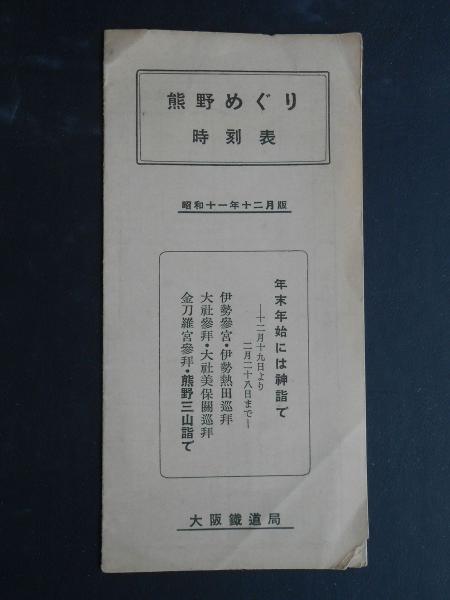 熊野めぐり
時刻表
昭和十一年十二月版
年末年始には神詣で
―十二月十九日より
二月二十八日まで―
伊勢參宮・伊勢熱田巡拜
大社參拜・大社美保關巡拜
金刀羅宮參拜・熊野三山詣で
大阪鐵道局